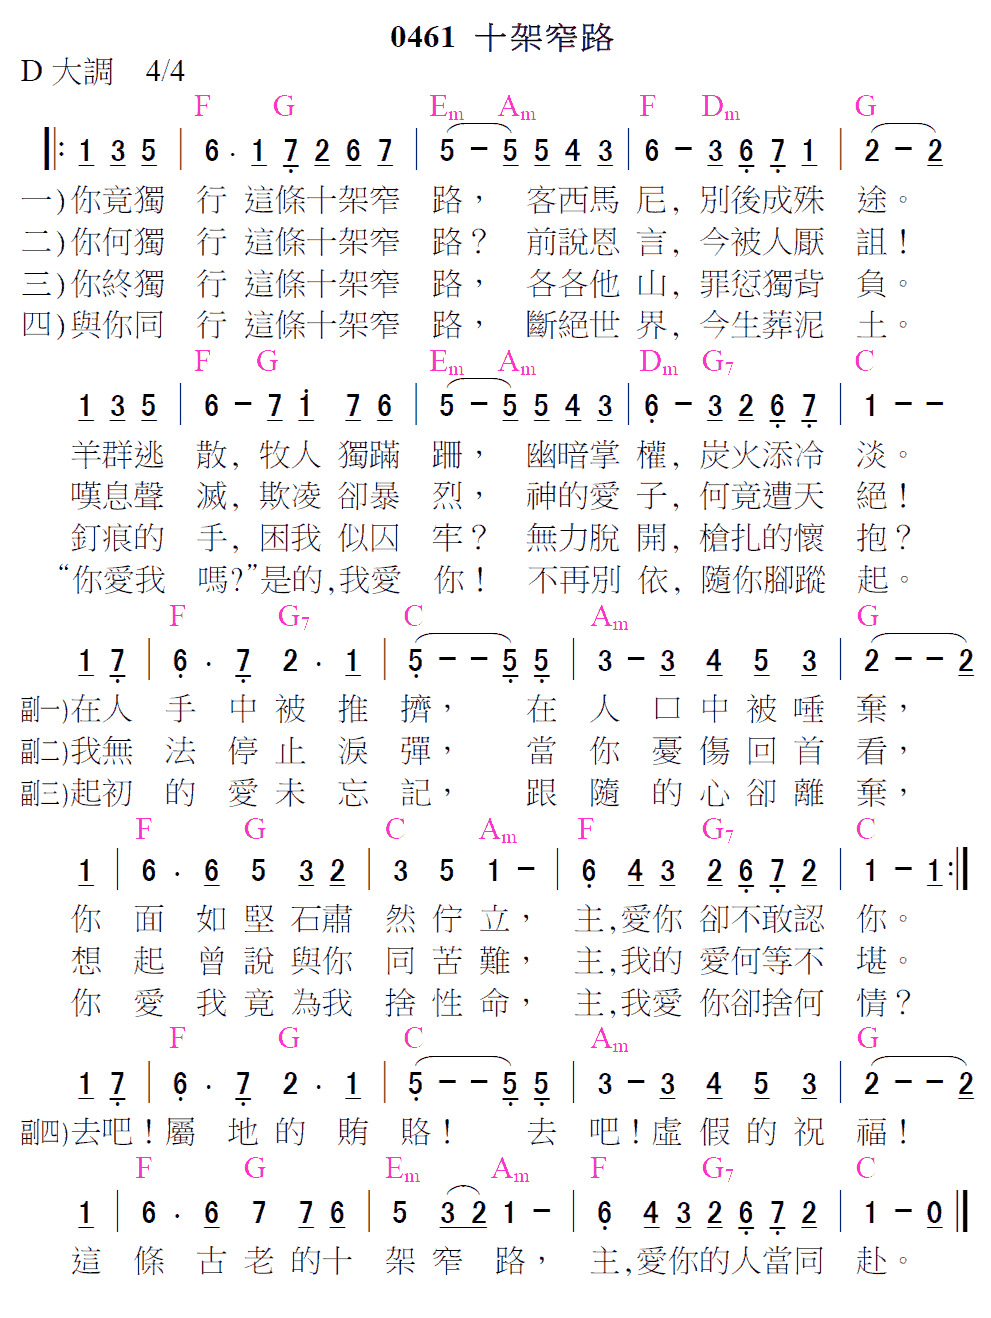 0461 十架窄路
D 大調 4/4
F G Em Am F Dm G
‖: 1 3 5 | 6 . 1 7 2 6 7 | 5 - 5 5 4 3 | 6 - 3 6 7 1 | 2 - 2
一)你竟獨 行 這條十架窄 路， 客西馬 尼, 別後成殊 途。
二)你何獨 行 這條十架窄 路？ 前說恩 言, 今被人厭 詛！
三)你終獨 行 這條十架窄 路， 各各他 山, 罪愆獨背 負。
四)與你同 行 這條十架窄 路， 斷絕世 界, 今生葬泥 土。
F G Em Am Dm G7 C
1 3 5 | 6 - 7 i 7 6 | 5 - 5 5 4 3 | 6 - 3 2 6 7 | 1 - -
羊群逃 散, 牧人 獨蹣 跚， 幽暗掌 權, 炭火添冷 淡。
嘆息聲 滅, 欺凌 卻暴 烈， 神的愛 子, 何竟遭天 絕！
釘痕的 手, 困我 似囚 牢？ 無力脫 開, 槍扎的懷 抱？
“你愛我 嗎?”是的,我愛 你！ 不再別 依, 隨你腳蹤 起。
F G7 C Am G
1 7 | 6 . 7 2 . 1 | 5 - - 5 5 | 3 - 3 4 5 3 | 2 - - 2
副一)在人 手 中 被 推 擠， 在 人 口 中 被 唾 棄，
副二)我無 法 停 止 淚 彈， 當 你 憂 傷 回 首 看，
副三)起初 的 愛 未 忘 記， 跟 隨 的 心 卻 離 棄，
F G C Am F G7 C
1 | 6 . 6 5 3 2 | 3 5 1 - | 6 4 3 2 6 7 2 | 1 - 1 :‖
你 面 如 堅 石肅 然 佇 立， 主,愛你 卻不敢認 你。
想 起 曾 說 與你 同 苦 難， 主,我的 愛何等不 堪。
你 愛 我 竟 為我 捨 性 命， 主,我愛 你卻捨何 情？
F G C Am G
1 7 | 6 . 7 2 . 1 | 5 - - 5 5 | 3 - 3 4 5 3 | 2 - - 2
副四)去吧！屬 地 的 賄 賂！ 去 吧！虛 假 的 祝 福！
F G Em Am F G7 C
1 | 6 . 6 7 7 6 | 5 3 2 1 - | 6 4 3 2 6 7 2 | 1 - 0 ‖
這 條 古 老 的十 架 窄 路， 主,愛你的人當同 赴。